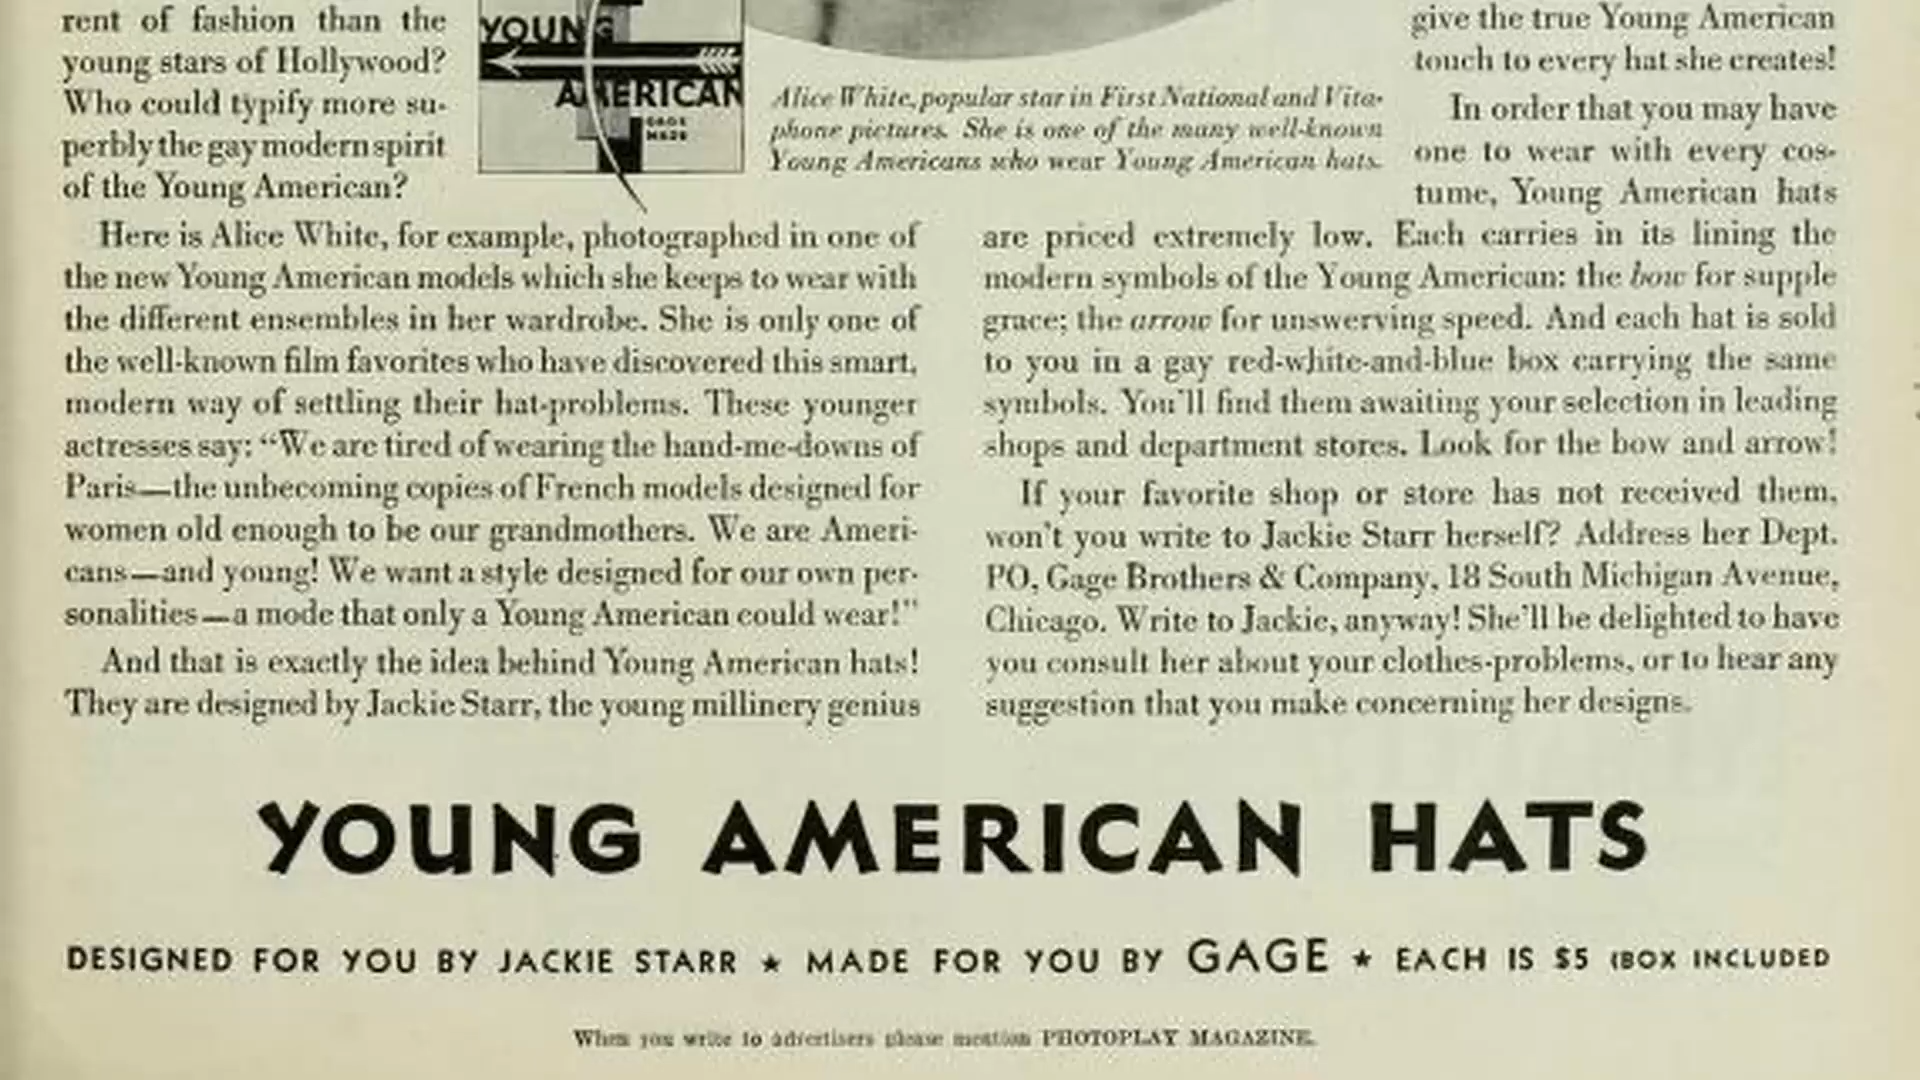 rent of fashion than the
young stars of Hollywood?
Who could typify more su-
perbly the gay modern spirit
of the Young American?
YOUNG
AMERICAN
GAGE
MADE
Alice White, popular star in First National and Vita-
phone pictures. She is one of the many well-known
Young Americans who wear Young American hats.
Here is Alice White, for example, photographed in one of
the new Young American models which she keeps to wear with
the different ensembles in her wardrobe. She is only one of
the well-known film favorites who have discovered this smart,
modern way of settling their hat-problems. These younger
actresses say: “We are tired of wearing the hand-me-downs of
Paris—the unbecoming copies of French models designed for
women old enough to be our grandmothers. We are Ameri-
cans—and young! We want a style designed for our own per-
sonalities—a mode that only a Young American could wear!”
And that is exactly the idea behind Young American hats!
They are designed by Jackie Starr, the young millinery genius
give the true Young American
touch to every hat she creates!
In order that you may have
one to wear with every cos-
tume, Young American hats
are priced extremely low. Each carries in its lining the
modern symbols of the Young American: the bow for supple
grace; the arrow for unswerving speed. And each hat is sold
to you in a gay red-white-and-blue box carrying the same
symbols. You'll find them awaiting your selection in leading
shops and department stores. Look for the bow and arrow!
If your favorite shop or store has not received them,
won't you write to Jackie Starr herself? Address her Dept.
PO, Gage Brothers & Company, 18 South Michigan Avenue,
Chicago. Write to Jackie, anyway! She'll be delighted to have
you consult her about your clothes-problems, or to hear any
suggestion that you make concerning her designs.
YOUNG AMERICAN HATS
DESIGNED FOR YOU BY JACKIE STARR ★ MADE FOR YOU BY GAGE ★ EACH IS $5 (BOX INCLUDED
When you write to advertisers please mention PHOTOPLAY MAGAZINE.